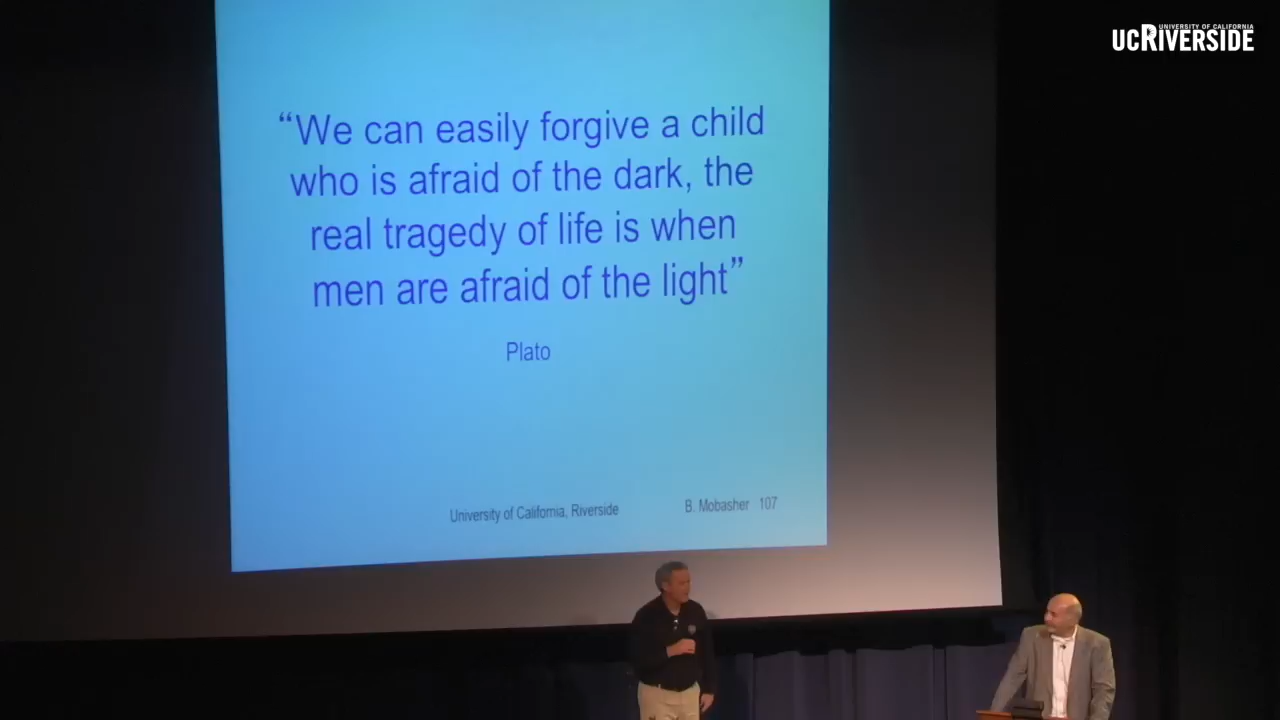 UNIVERSITY OF CALIFORNIA
UCRIVERSIDE
“We can easily forgive a child
who is afraid of the dark, the
real tragedy of life is when
men are afraid of the light”
Plato
University of California, Riverside B. Mobasher 107